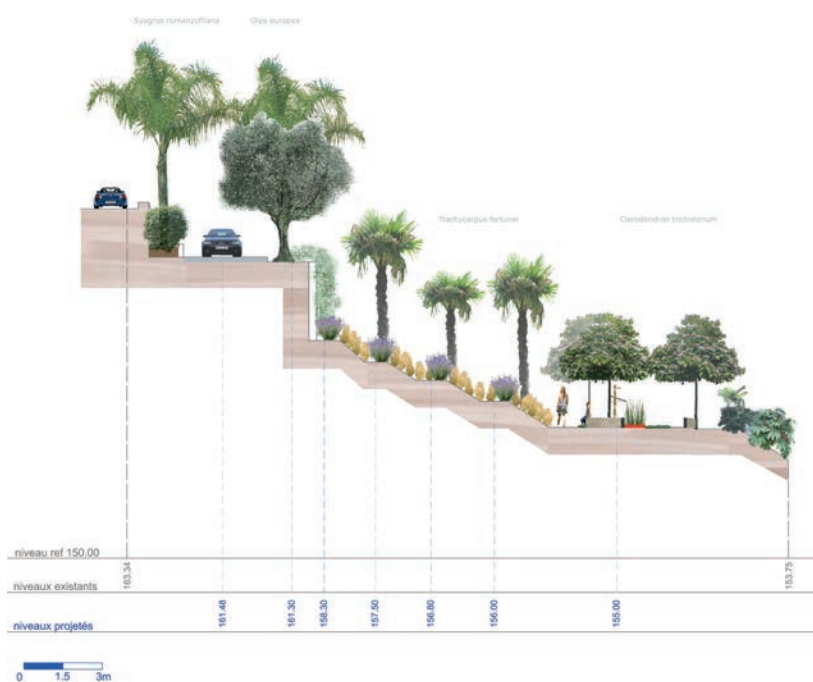 Syagrus romanzoffiana Olea europea
Trachycarpus fortunei Clerodendron trichotomum
niveau ref 150.00
163.34 153.75
niveaux existants
161.48 161.30 158.30 157.50 156.80 156.00 155.00
niveaux projetés
0 1.5 3m